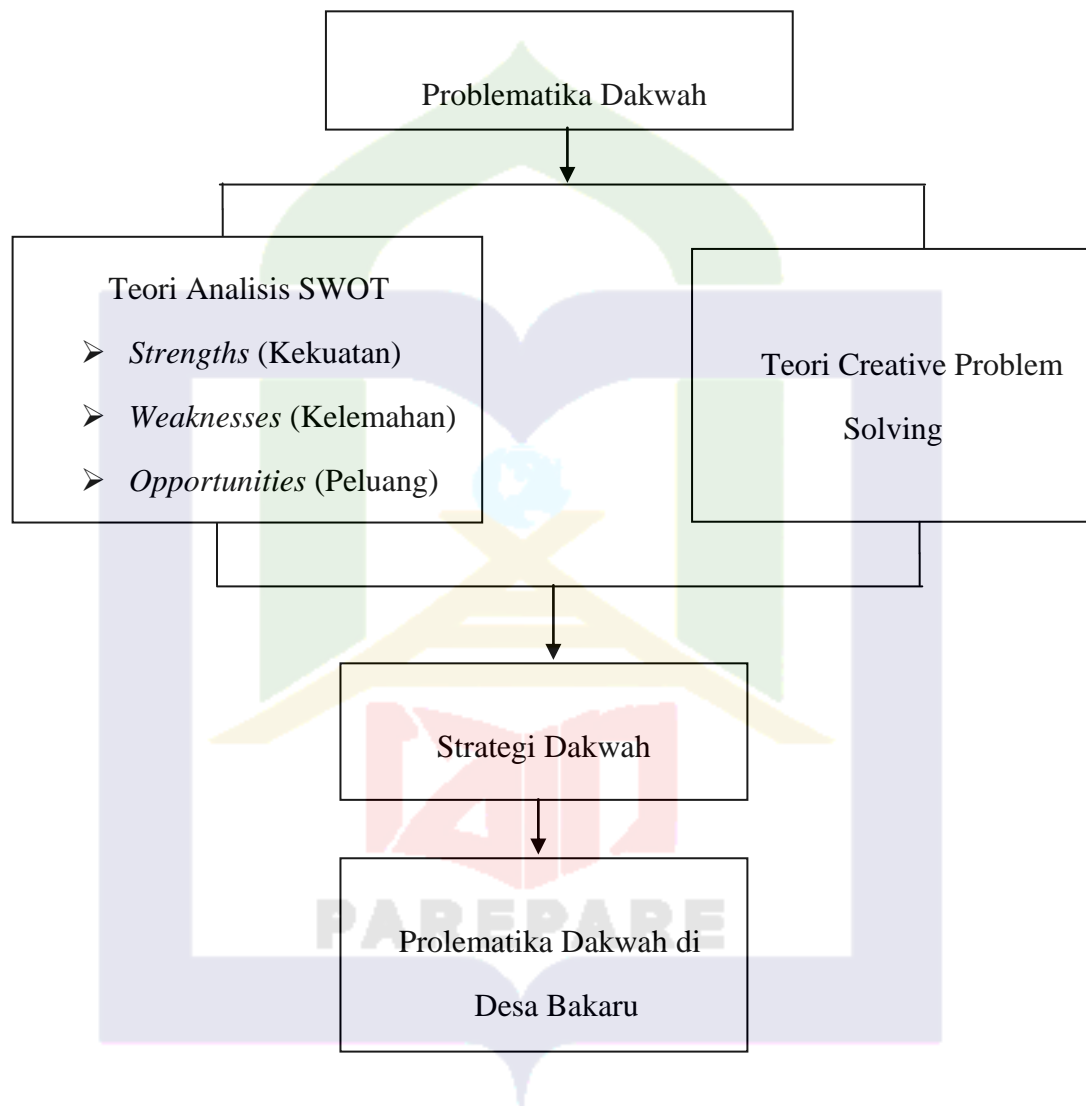 Problematika Dakwah
Teori Analisis SWOT
➢ Strengths (Kekuatan)
➢ Weaknesses (Kelemahan)
➢ Opportunities (Peluang)
Teori Creative Problem
Solving
Strategi Dakwah
PAREPARE
Prolematika Dakwah di
Desa Bakaru